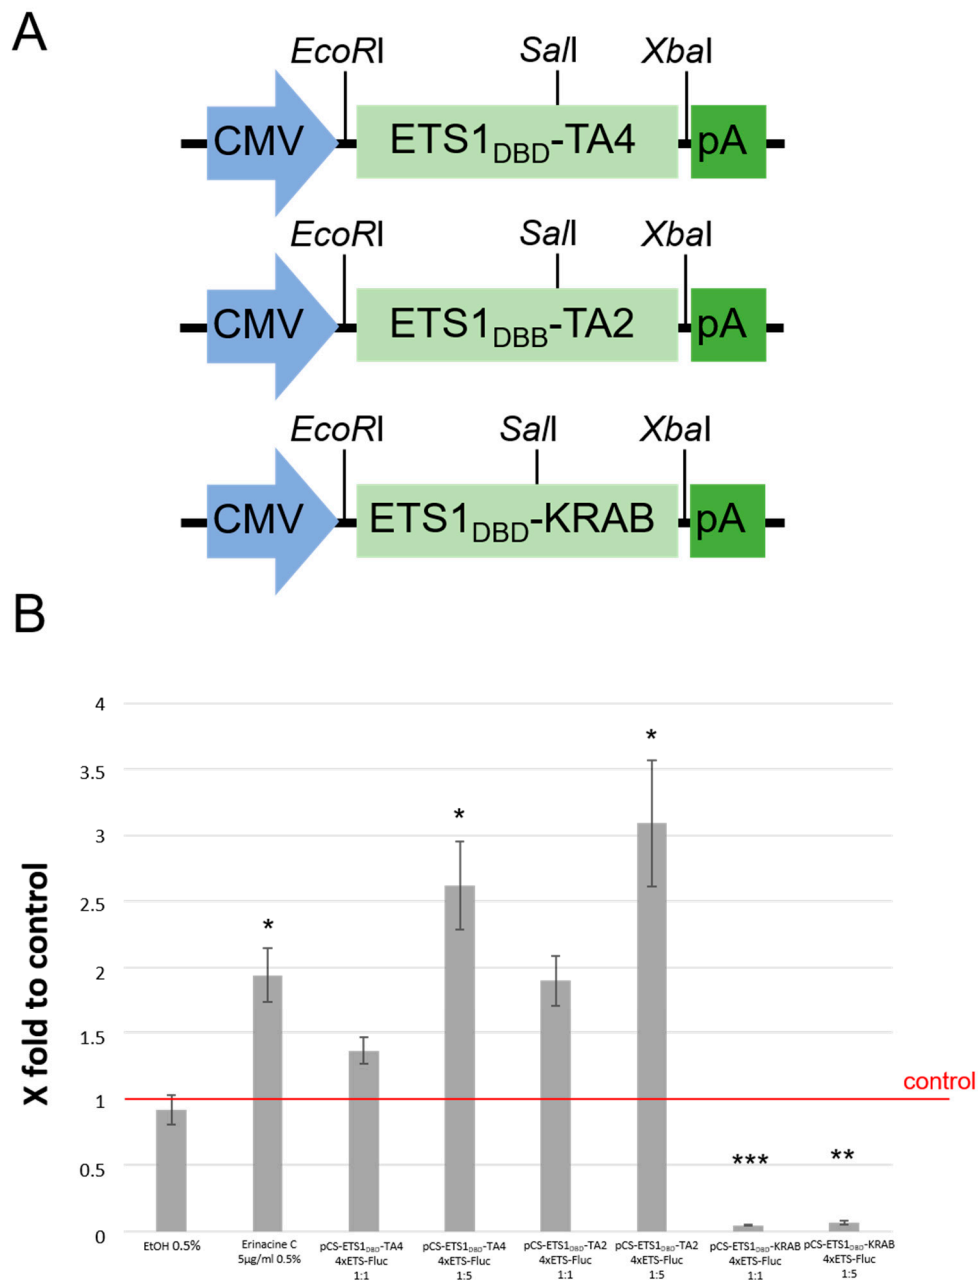 A
EcoRI SalI XbaI
CMV ETS1DBD-TA4 pA
EcoRI SalI XbaI
CMV ETS1DBB-TA2 pA
EcoRI SalI XbaI
CMV ETS1DBD-KRAB pA
B
X fold to control
4
3.5
3
2.5
2
1.5
1
0.5
0
*
*
*
***
**
control
EtOH 0.5%
Erinacine C
5µg/ml 0.5%
pCS-ETS1DBD-TA4
4xETS-Fluc
1:1
pCS-ETS1DBD-TA4
4xETS-Fluc
1:5
pCS-ETS1DBD-TA2
4xETS-Fluc
1:1
pCS-ETS1DBD-TA2
4xETS-Fluc
1:5
pCS-ETS1DBD-KRAB
4xETS-Fluc
1:1
pCS-ETS1DBD-KRAB
4xETS-Fluc
1:5